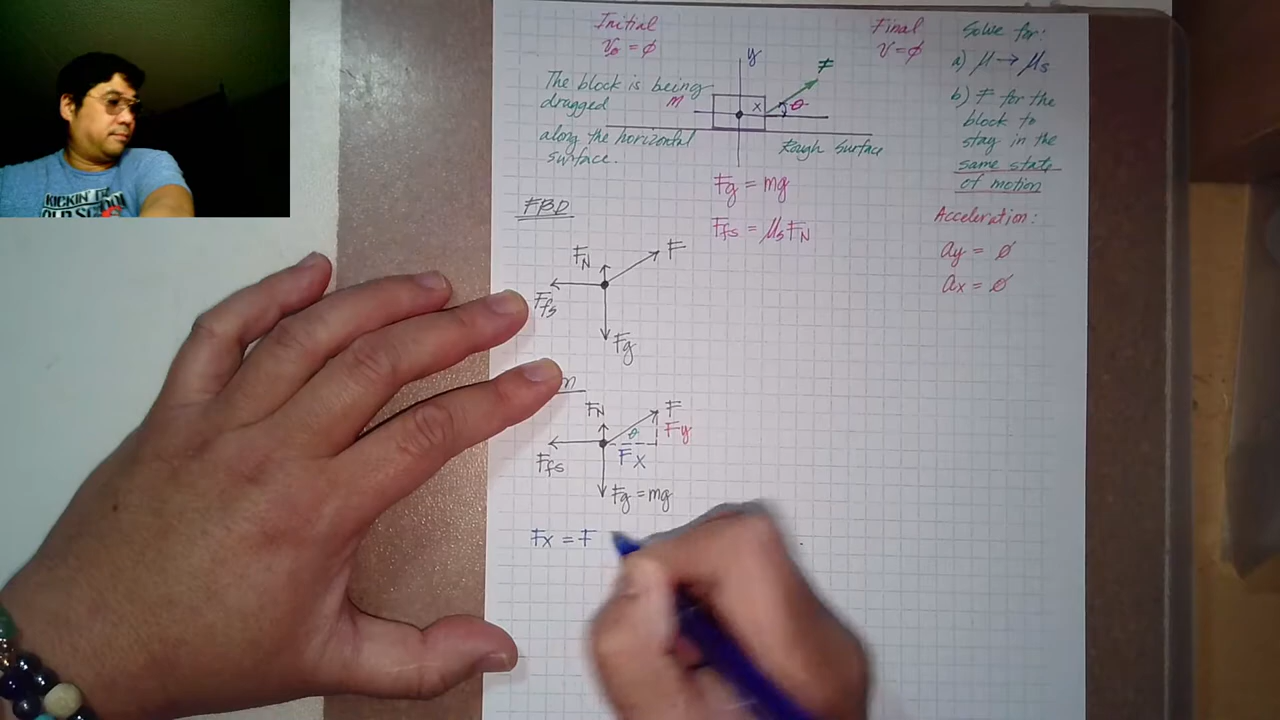 KICKIN' IT
OLD SCHOOL
Initial
v₀ = ϕ
Final
v = ϕ
Solve for:
a) μ → μs
b) F for the
block to
stay in the
same state
of motion
The block is being
dragged
along the horizontal
surface.
y
m
x
θ
F
Rough Surface
Fg = mg
Ffs = μs FN
Acceleration:
ay = ϕ
ax = ϕ
FBD
FN
F
Ffs
Fg
FN
F
θ
Fy
Fx
Ffs
Fg = mg
Fx = F